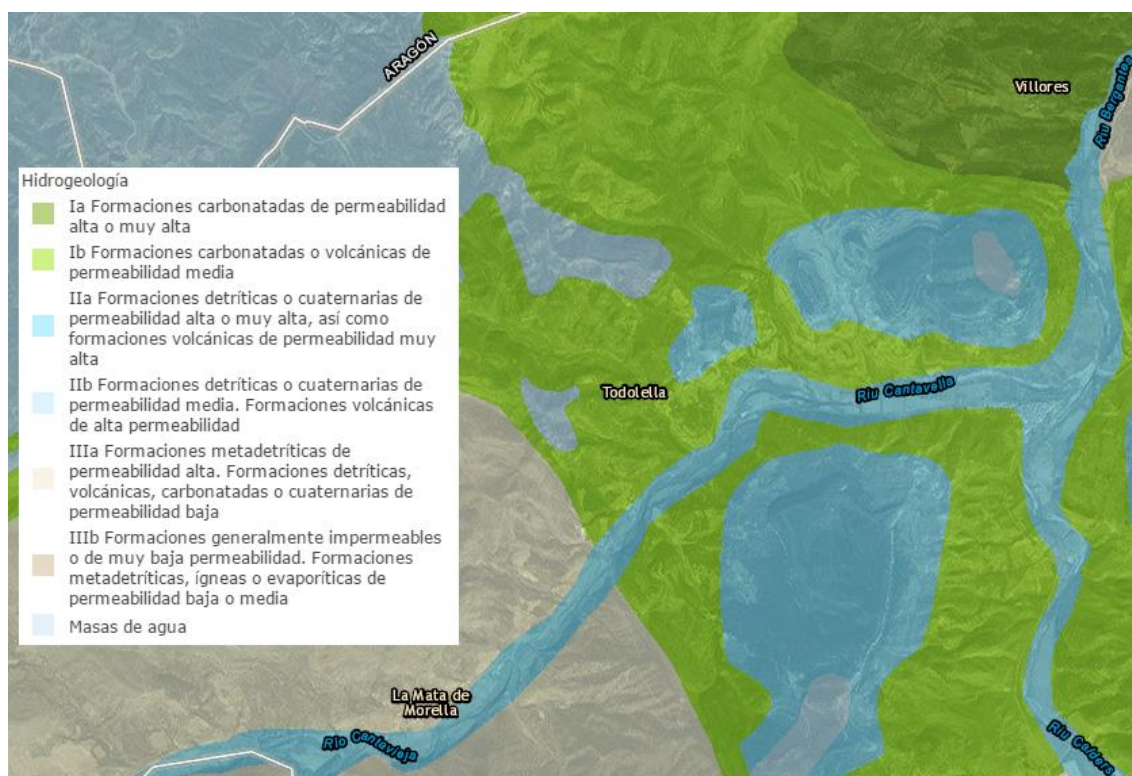 ARAGÓN
Villores
Riu Bergantes
Hidrogeología
Ia Formaciones carbonatadas de permeabilidad
alta o muy alta
Ib Formaciones carbonatadas o volcánicas de
permeabilidad media
IIa Formaciones detríticas o cuaternarias de
permeabilidad alta o muy alta, así como
formaciones volcánicas de permeabilidad muy
alta
IIb Formaciones detríticas o cuaternarias de
permeabilidad media. Formaciones volcánicas
de alta permeabilidad
IIIa Formaciones metadetríticas de
permeabilidad alta. Formaciones detríticas,
volcánicas, carbonatadas o cuaternarias de
permeabilidad baja
IIIb Formaciones generalmente impermeables
o de muy baja permeabilidad. Formaciones
metadetríticas, ígneas o evaporíticas de
permeabilidad baja o media
Masas de agua
Todolella
Riu Cantavella
La Mata de
Morella
Río Cantavieja
Riu Calders